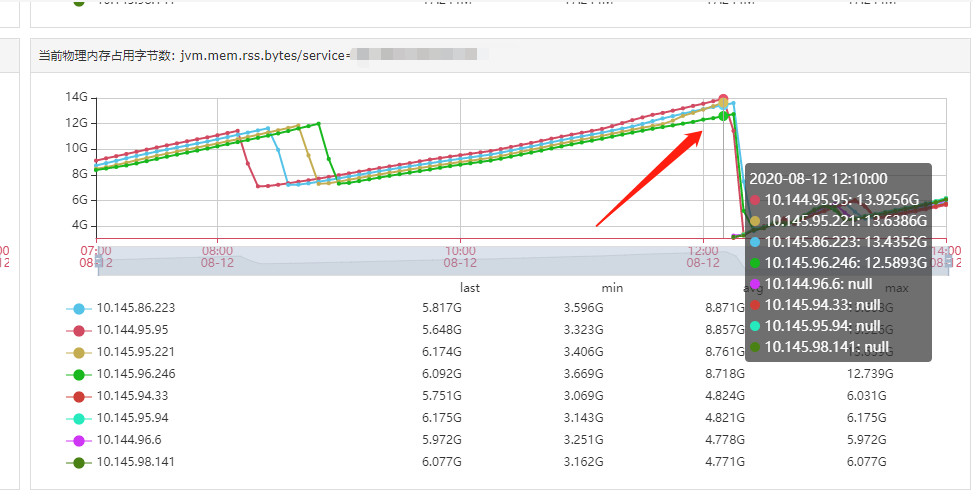 当前物理内存占用字节数：jvm.mem.rss.bytes/service=
14G
12G
10G
8G
6G
4G
00
-12
07:00
08-12
08:00
08-12
10:00
08-12
12:00
08-12
14:00
08-12
2020-08-12 12:10:00
10.144.95.95: 13.9256G
10.145.95.221: 13.6386G
10.145.86.223: 13.4352G
10.145.96.246: 12.5893G
10.144.96.6: null
10.145.94.33: null
10.145.95.94: null
10.145.98.141: null
last min avg max
10.145.86.223 5.817G 3.596G 8.871G
10.144.95.95 5.648G 3.323G 8.857G
10.145.95.221 6.174G 3.406G 8.761G
10.145.96.246 6.092G 3.669G 8.718G 12.739G
10.145.94.33 5.751G 3.069G 4.824G 6.031G
10.145.95.94 6.175G 3.143G 4.821G 6.175G
10.144.96.6 5.972G 3.251G 4.778G 5.972G
10.145.98.141 6.077G 3.162G 4.771G 6.077G